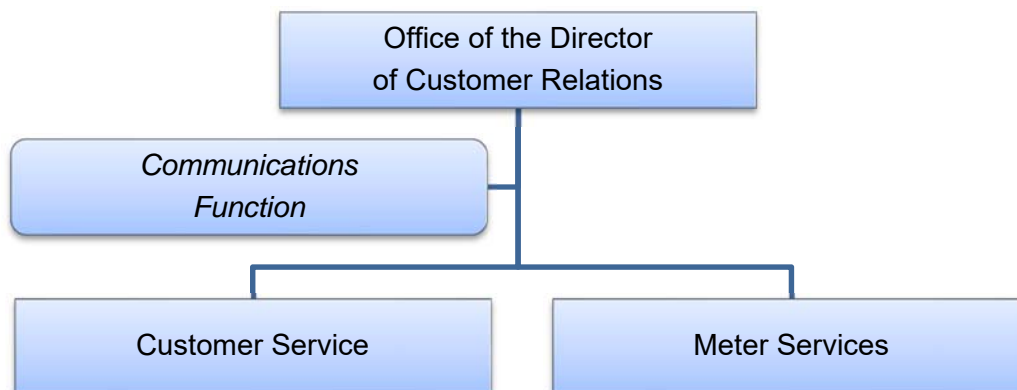 Office of the Director
of Customer Relations
Communications
Function
Customer Service
Meter Services